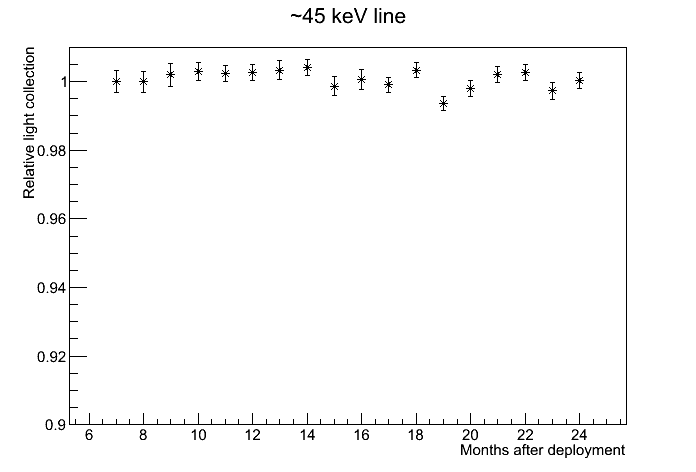 ~45 keV line
Relative light collection
1
0.98
0.96
0.94
0.92
0.9
6 8 10 12 14 16 18 20 22 24
Months after deployment